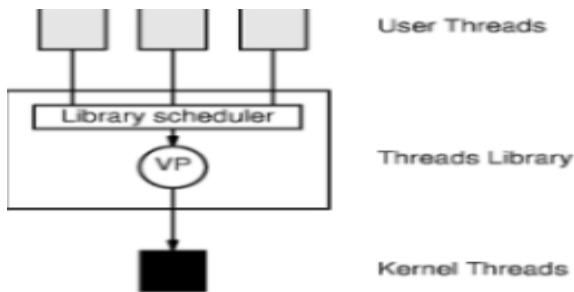 User Threads
Library scheduler
VP
Threads Library
Kernel Threads